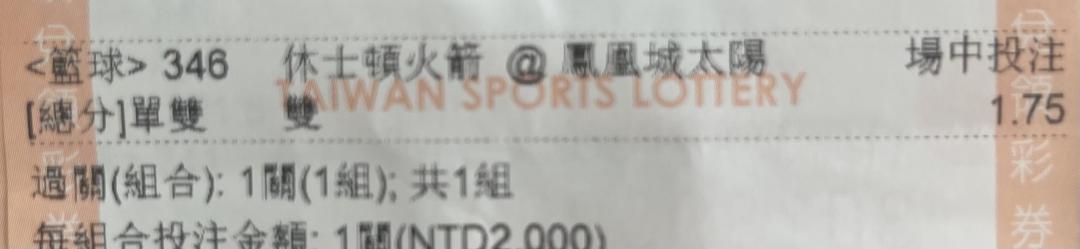 <籃球> 346 休士頓火箭 @ 鳳凰城太陽 場中投注
TAIWAN SPORTS LOTTERY
[總分]單雙 雙 1.75
過關(組合): 1關(1組); 共1組
每組合投注金額: 1關(NTD2,000)